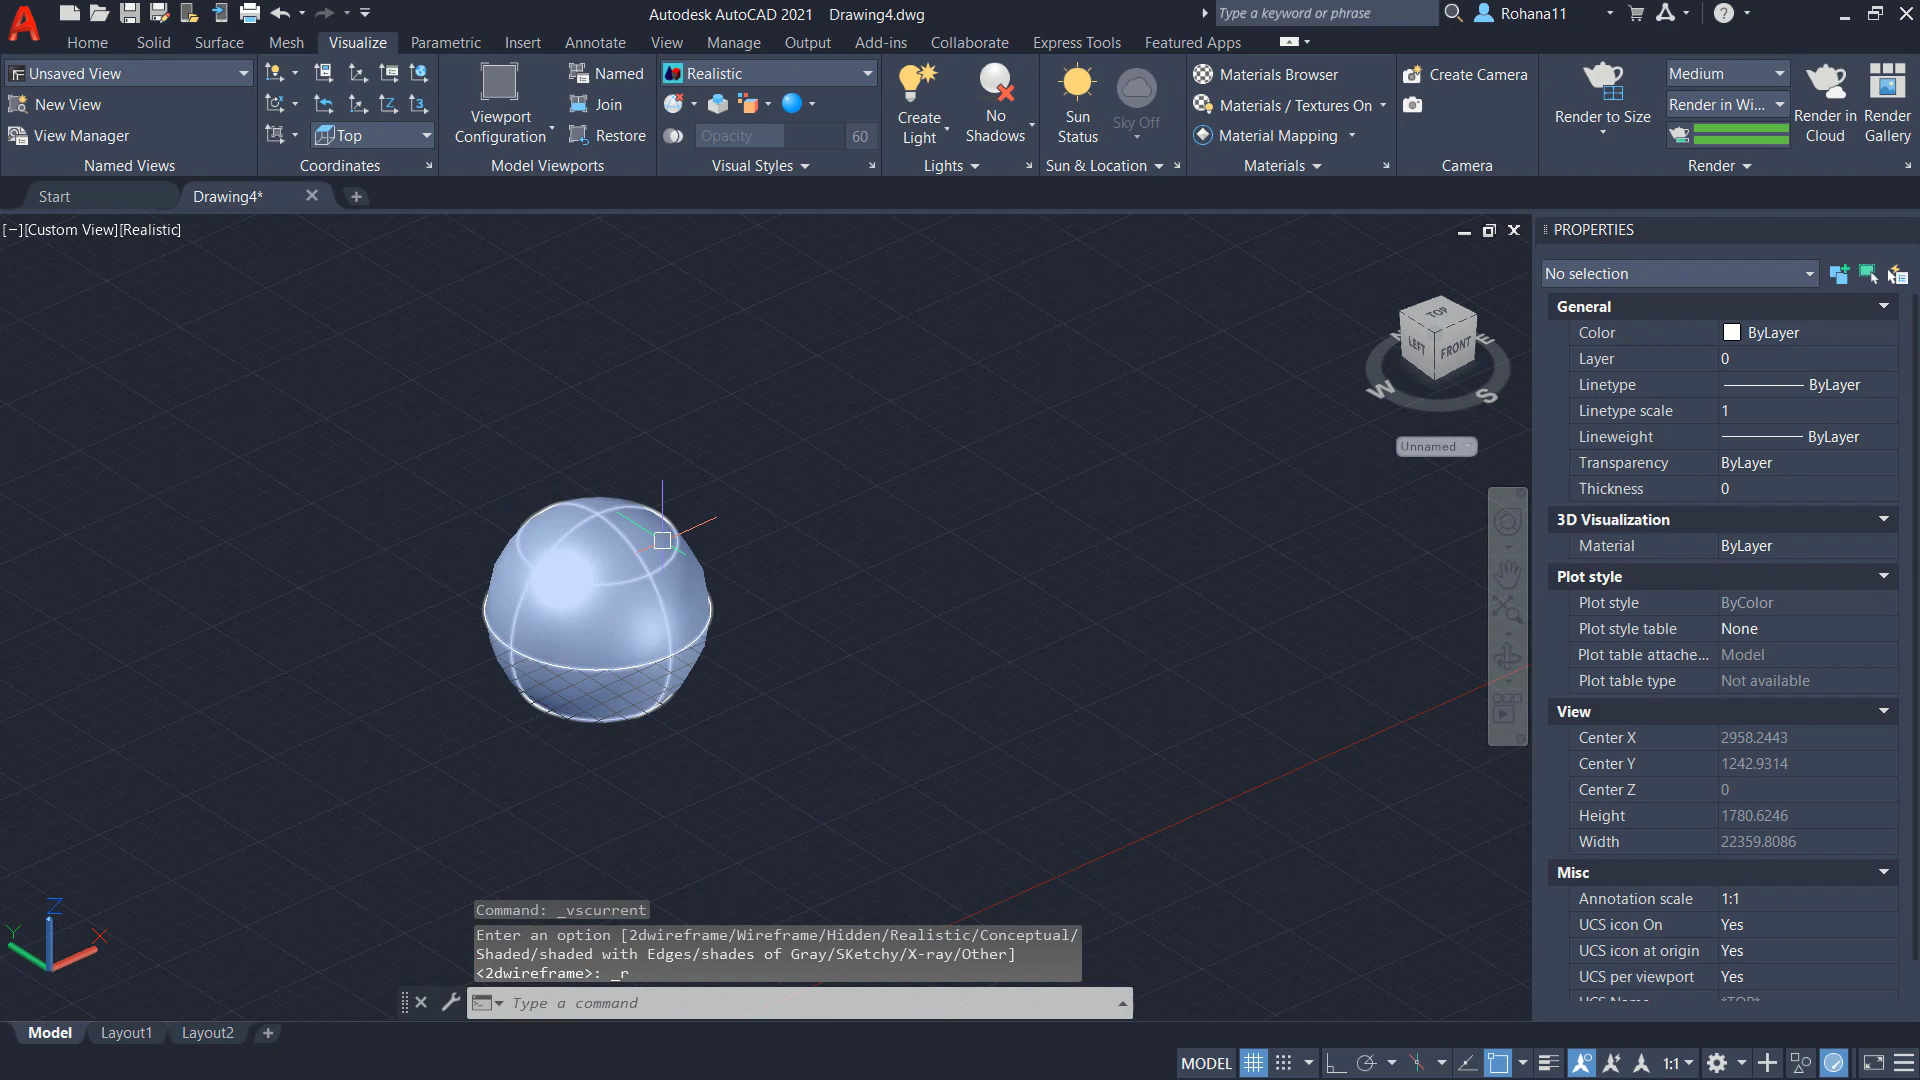 Autodesk AutoCAD 2021 Drawing4.dwg
Type a keyword or phrase
Rohana11
Home Solid Surface Mesh Visualize Parametric Insert Annotate View Manage Output Add-ins Collaborate Express Tools Featured Apps
Unsaved View
New View
View Manager
Named Views
Top
Coordinates
Viewport
Configuration
Named
Join
Restore
Model Viewports
Realistic
Opacity 60
Visual Styles
Create
Light
No
Shadows
Lights
Sun
Status
Sky Off
Sun & Location
Materials Browser
Materials / Textures On
Material Mapping
Materials
Create Camera
Camera
Render to Size
Medium
Render in Wi...
Render in
Cloud
Render
Gallery
Render
Start
Drawing4*
[−][Custom View][Realistic]
TOP
LEFT
FRONT
W
S
E
Unnamed
PROPERTIES
No selection
General
Color ByLayer
Layer 0
Linetype ByLayer
Linetype scale 1
Lineweight ByLayer
Transparency ByLayer
Thickness 0
3D Visualization
Material ByLayer
Plot style
Plot style ByColor
Plot style table None
Plot table attache... Model
Plot table type Not available
View
Center X 2958.2443
Center Y 1242.9314
Center Z 0
Height 1780.6246
Width 22359.8086
Misc
Annotation scale 1:1
UCS icon On Yes
UCS icon at origin Yes
UCS per viewport Yes
UCS Name *TOP*
Z
Y
X
Command: _vscurrent
Enter an option [2dwireframe/Wireframe/Hidden/Realistic/Conceptual/
Shaded/shaded with Edges/shades of Gray/SKetchy/X-ray/Other]
<2dwireframe>: _r
Type a command
Model Layout1 Layout2
MODEL
1:1